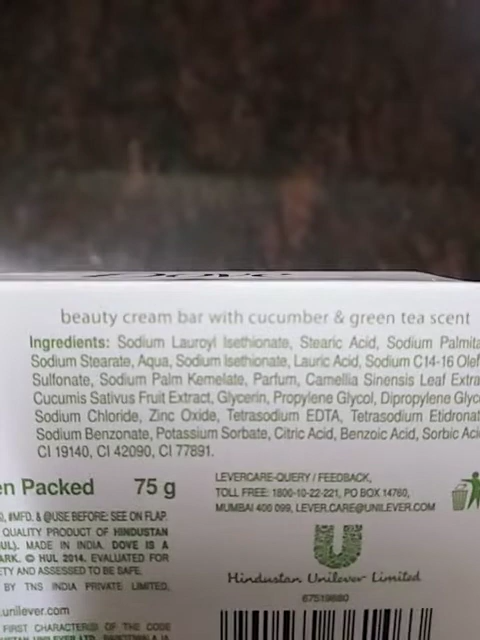 beauty cream bar with cucumber & green tea scent
Ingredients: Sodium Lauroyl Isethionate, Stearic Acid, Sodium Palmita
Sodium Stearate, Aqua, Sodium Isethionate, Lauric Acid, Sodium C14-16 Olef
Sulfonate, Sodium Palm Kernelate, Parfum, Camellia Sinensis Leaf Extra
Cucumis Sativus Fruit Extract, Glycerin, Propylene Glycol, Dipropylene Glyc
Sodium Chloride, Zinc Oxide, Tetrasodium EDTA, Tetrasodium Etidronat
Sodium Benzonate, Potassium Sorbate, Citric Acid, Benzoic Acid, Sorbic Aci
CI 19140, CI 42090, CI 77891.
en Packed 75 g
LEVERCARE-QUERY / FEEDBACK,
TOLL FREE: 1800-10-22-221, PO BOX 14760,
MUMBAI 400 099, LEVER.CARE@UNILEVER.COM
#MFD. & @USE BEFORE: SEE ON FLAP
QUALITY PRODUCT OF HINDUSTAN
UL). MADE IN INDIA. DOVE IS A
ARK. © HUL 2014. EVALUATED FOR
ETY AND ASSESSED TO BE SAFE.
BY TNS INDIA PRIVATE LIMITED,
Hindustan Unilever Limited
67519880
.unilever.com
FIRST CHARACTER(S) OF THE CODE